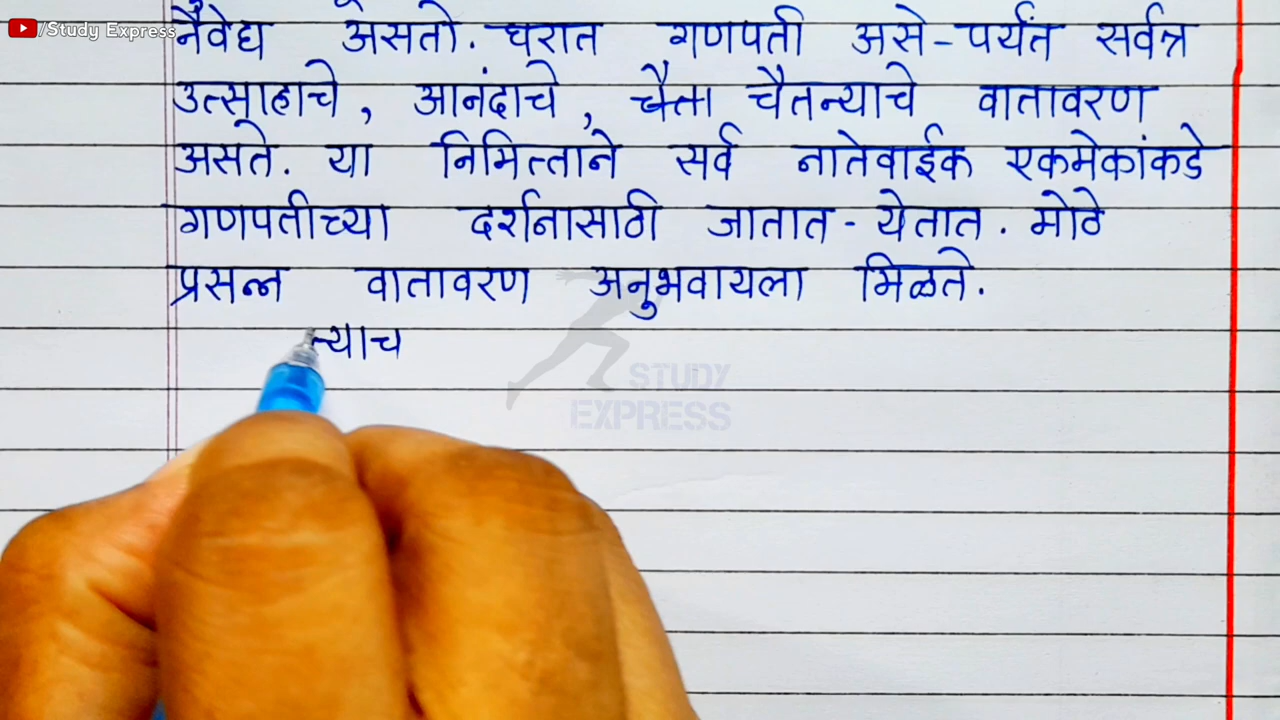 /Study Express
नैवेद्य असतो. घरात गणपती असे-पर्यंत सर्वत्र
उत्साहाचे, आनंदाचे, चैता चैतन्याचे वातावरण
असते. या निमित्ताने सर्व नातेवाईक एकमेकांकडे
गणपतीच्या दर्शनासाठी जातात-येतात. मोठे
प्रसन्न वातावरण अनुभवायला मिळते.
त्याच
STUDY
EXPRESS